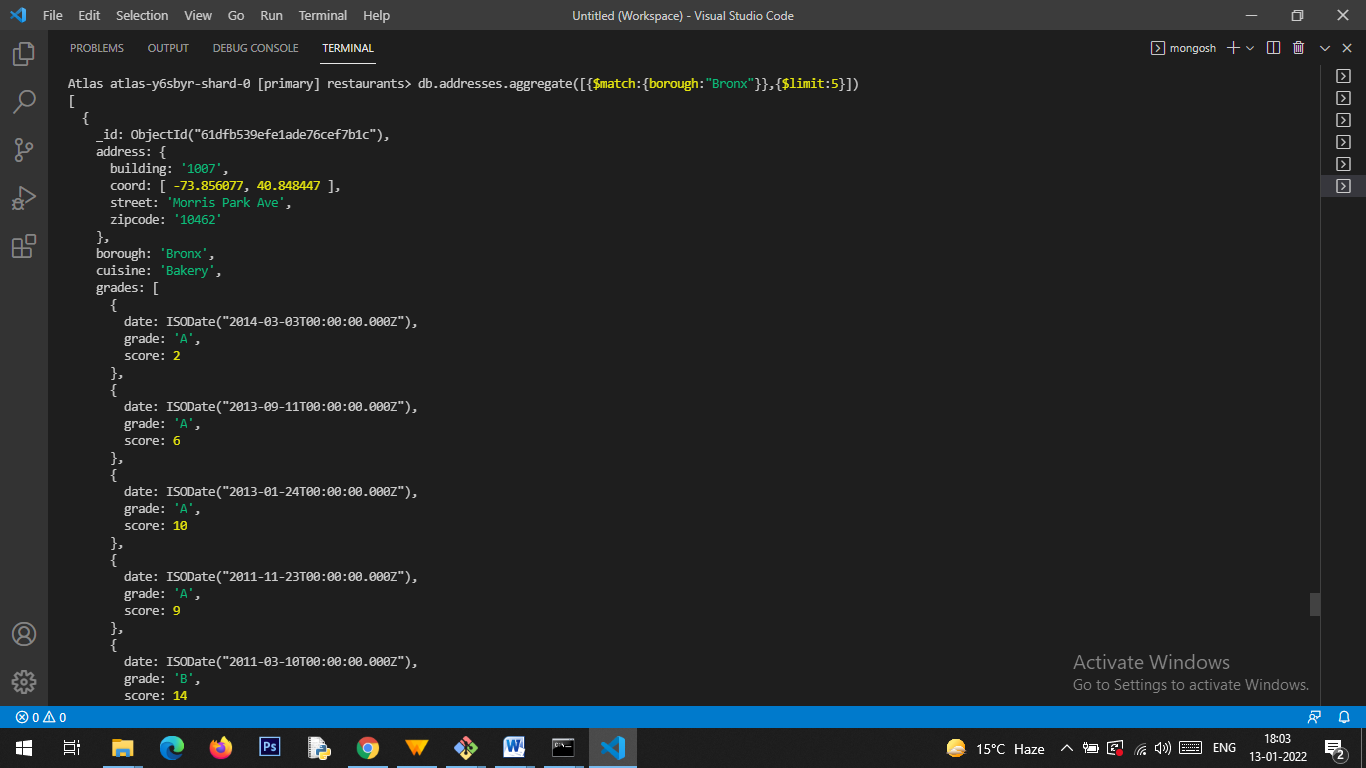 File Edit Selection View Go Run Terminal Help Untitled (Workspace) - Visual Studio Code
PROBLEMS OUTPUT DEBUG CONSOLE TERMINAL mongosh
Atlas atlas-y6sbyr-shard-0 [primary] restaurants> db.addresses.aggregate([{$match:{borough:"Bronx"}},{$limit:5}])
[
{
_id: ObjectId("61dfb539efe1ade76cef7b1c"),
address: {
building: '1007',
coord: [ -73.856077, 40.848447 ],
street: 'Morris Park Ave',
zipcode: '10462'
},
borough: 'Bronx',
cuisine: 'Bakery',
grades: [
{
date: ISODate("2014-03-03T00:00:00.000Z"),
grade: 'A',
score: 2
},
{
date: ISODate("2013-09-11T00:00:00.000Z"),
grade: 'A',
score: 6
},
{
date: ISODate("2013-01-24T00:00:00.000Z"),
grade: 'A',
score: 10
},
{
date: ISODate("2011-11-23T00:00:00.000Z"),
grade: 'A',
score: 9
},
{
date: ISODate("2011-03-10T00:00:00.000Z"),
grade: 'B',
score: 14
Activate Windows
Go to Settings to activate Windows.
0 0
Ps W 15°C Haze ENG 18:03
13-01-2022 2